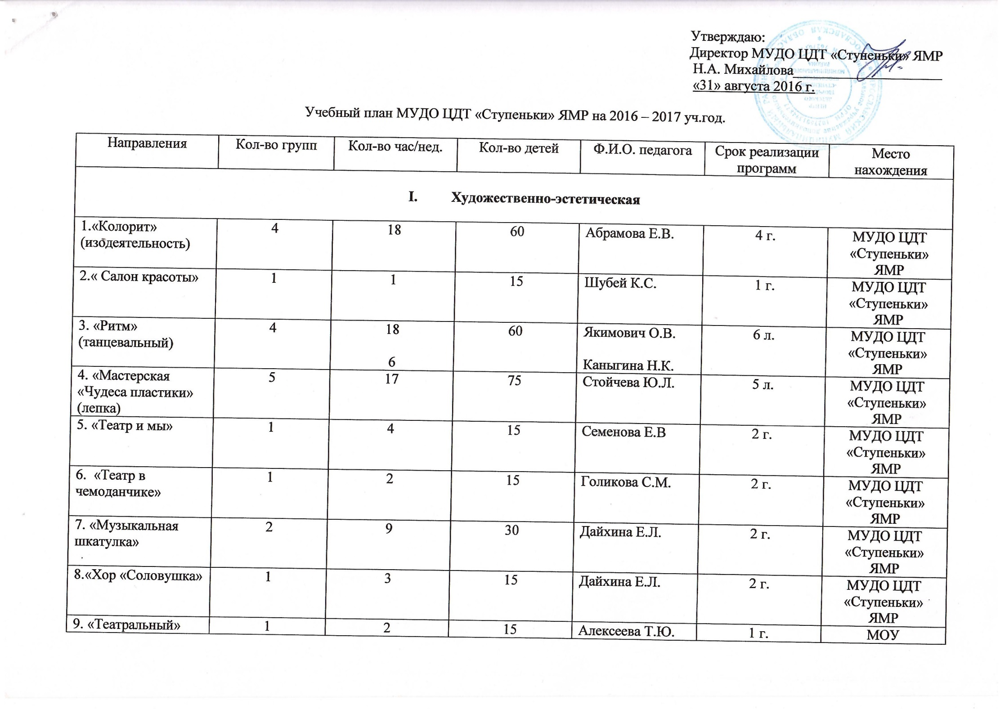 Утверждаю:
Директор МУДО ЦДТ «Ступеньки» ЯМР
Н.А. Михайлова
«31» августа 2016 г.
Учебный план МУДО ЦДТ «Ступеньки» ЯМР на 2016 – 2017 уч.год.
Направления Кол-во групп Кол-во час/нед. Кол-во детей Ф.И.О. педагога Срок реализации Место
программ нахождения
I. Художественно-эстетическая
1.«Колорит» 4 18 60 Абрамова Е.В. 4 г. МУДО ЦДТ
(изодеятельность) «Ступеньки»
ЯМР
2.« Салон красоты» 1 1 15 Шубей К.С. 1 г. МУДО ЦДТ
«Ступеньки»
ЯМР
3. «Ритм» 4 18 60 Якимович О.В. 6 л. МУДО ЦДТ
(танцевальный) «Ступеньки»
6 Каныгина Н.К. ЯМР
4. «Мастерская 5 17 75 Стойчева Ю.Л. 5 л. МУДО ЦДТ
«Чудеса пластики» «Ступеньки»
(лепка) ЯМР
5. «Театр и мы» 1 4 15 Семенова Е.В 2 г. МУДО ЦДТ
«Ступеньки»
ЯМР
6. «Театр в 1 2 15 Голикова С.М. 2 г. МУДО ЦДТ
чемоданчике» «Ступеньки»
ЯМР
7. «Музыкальная 2 9 30 Дайхина Е.Л. 2 г. МУДО ЦДТ
шкатулка» «Ступеньки»
ЯМР
8.«Хор «Соловушка» 1 3 15 Дайхина Е.Л. 2 г. МУДО ЦДТ
«Ступеньки»
ЯМР
9. «Театральный» 1 2 15 Алексеева Т.Ю. 1 г. МОУ